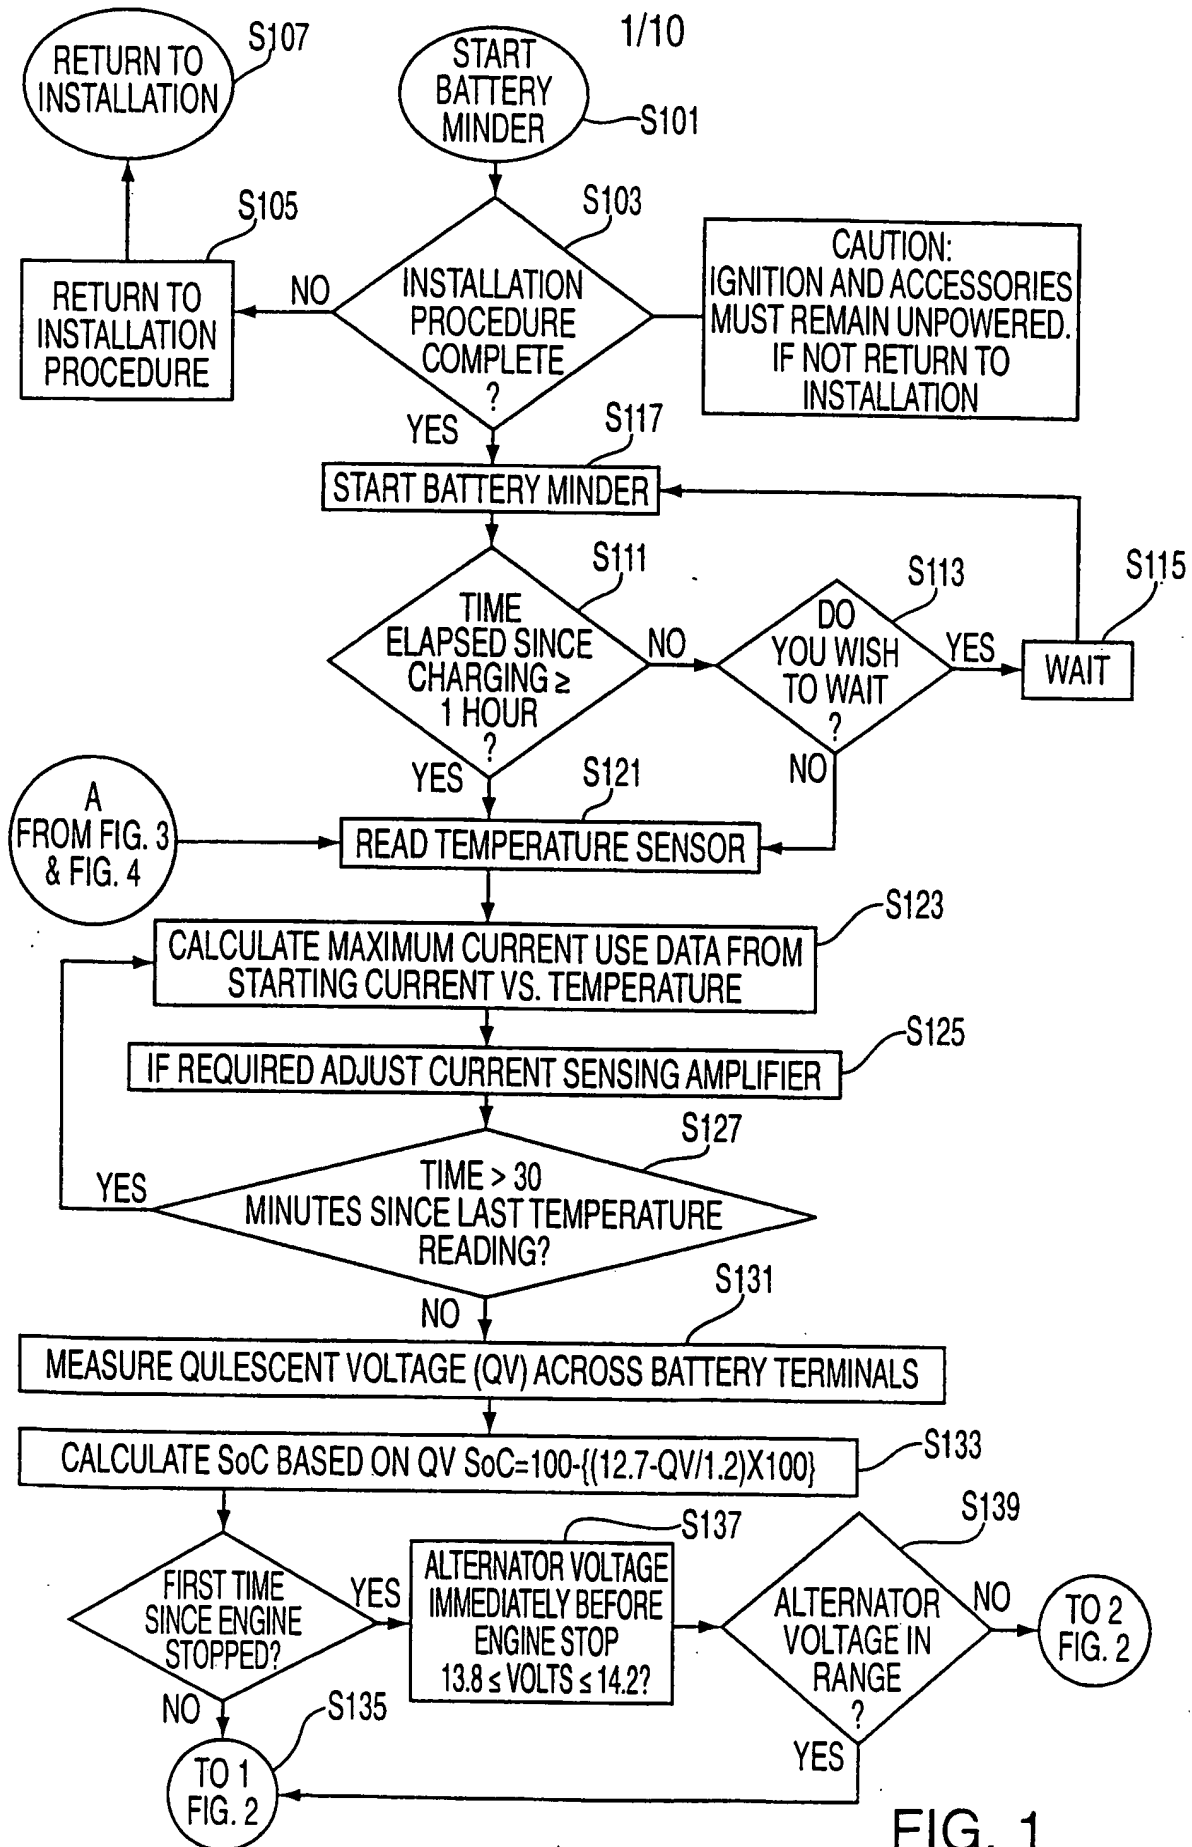 1/10
RETURN TO
INSTALLATION
S107
START
BATTERY
MINDER
S101
S103
S105
RETURN TO
INSTALLATION
PROCEDURE
NO
INSTALLATION
PROCEDURE
COMPLETE
?
CAUTION:
IGNITION AND ACCESSORIES
MUST REMAIN UNPOWERED.
IF NOT RETURN TO
INSTALLATION
YES
S117
START BATTERY MINDER
S111
TIME
ELAPSED SINCE
CHARGING ≥
1 HOUR
?
NO
S113
DO
YOU WISH
TO WAIT
?
YES
S115
WAIT
YES
NO
A
FROM FIG. 3
& FIG. 4
S121
READ TEMPERATURE SENSOR
S123
CALCULATE MAXIMUM CURRENT USE DATA FROM
STARTING CURRENT VS. TEMPERATURE
S125
IF REQUIRED ADJUST CURRENT SENSING AMPLIFIER
S127
TIME > 30
MINUTES SINCE LAST TEMPERATURE
READING?
YES
NO
S131
MEASURE QULESCENT VOLTAGE (QV) ACROSS BATTERY TERMINALS
S133
CALCULATE SoC BASED ON QV SoC=100-{(12.7-QV/1.2)X100}
FIRST TIME
SINCE ENGINE
STOPPED?
YES
S137
ALTERNATOR VOLTAGE
IMMEDIATELY BEFORE
ENGINE STOP
13.8 ≤ VOLTS ≤ 14.2?
S139
ALTERNATOR
VOLTAGE IN
RANGE
?
NO
TO 2
FIG. 2
NO
S135
TO 1
FIG. 2
YES
FIG. 1